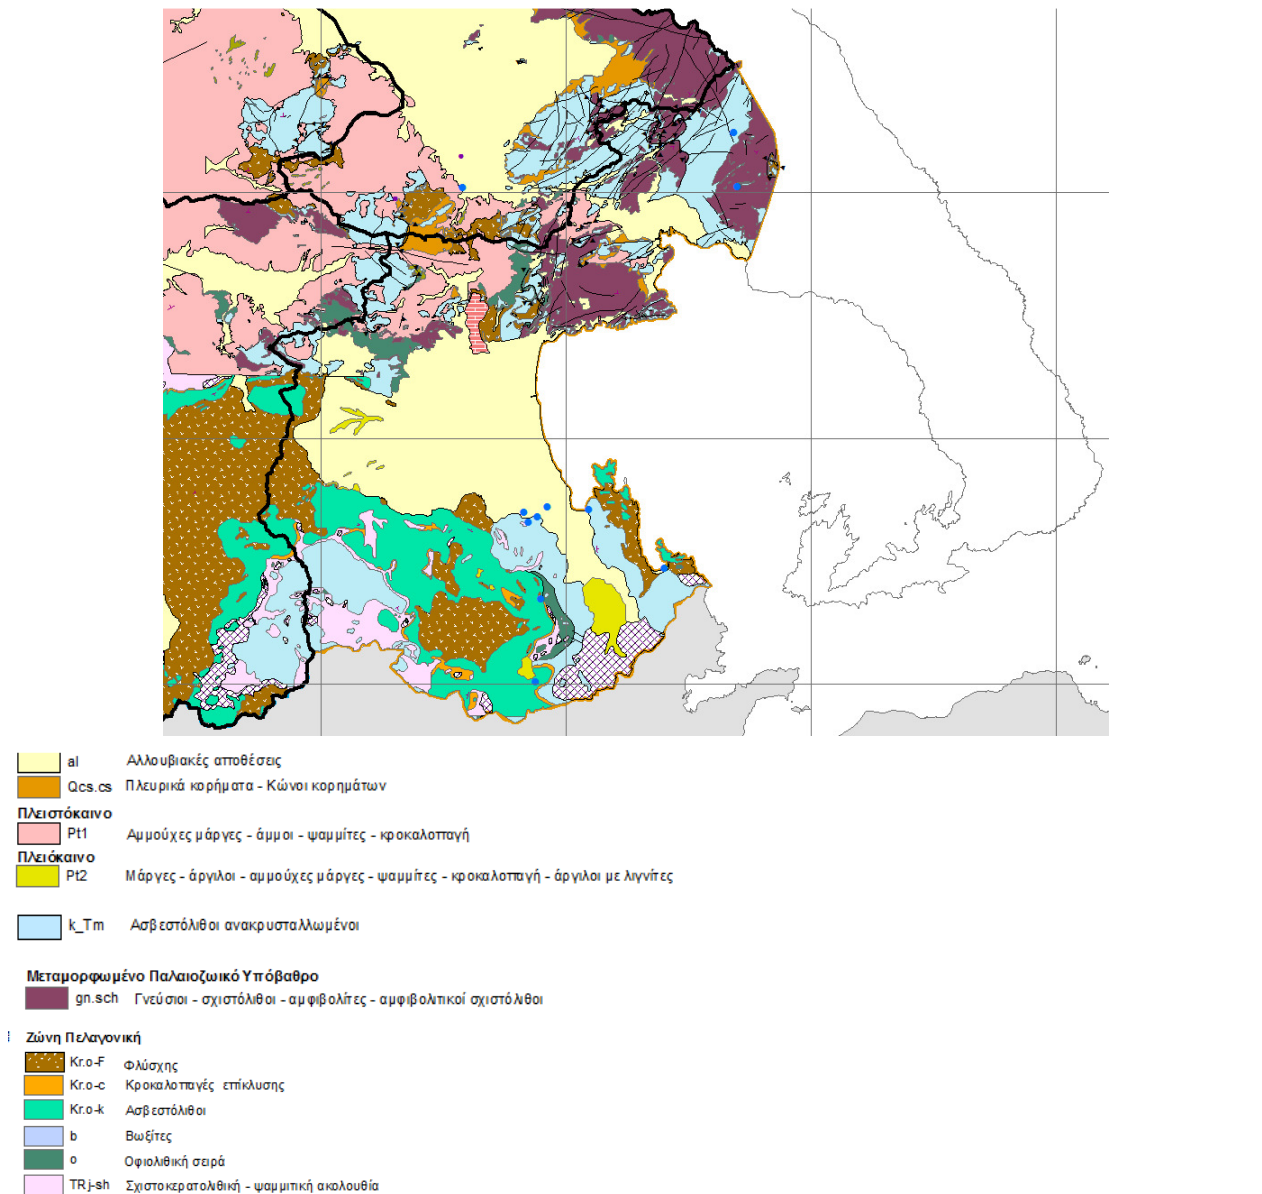 al Αλλουβιακές αποθέσεις
Qcs.cs Πλευρικά κορήματα - Κώνοι κορημάτων
Πλειστόκαινο
Pt1 Αμμούχες μάργες - άμμοι - ψαμμίτες - κροκαλοπαγή
Πλειόκαινο
Pt2 Μάργες - άργιλοι - αμμούχες μάργες - ψαμμίτες - κροκαλοπαγή - άργιλοι με λιγνίτες
k_Tm Ασβεστόλιθοι ανακρυσταλλωμένοι
Μεταμορφωμένο Παλαιοζωικό Υπόβαθρο
gn.sch Γνεύσιοι - σχιστόλιθοι - αμφιβολίτες - αμφιβολιτικοί σχιστόλιθοι
Ζώνη Πελαγονική
Kr.o-F Φλύσχης
Kr.o-c Κροκαλοπαγές επίκλυσης
Kr.o-k Ασβεστόλιθοι
b Βωξίτες
o Οφιολιθική σειρά
TRj-sh Σχιστοκερατολιθική - ψαμμιτική ακολουθία